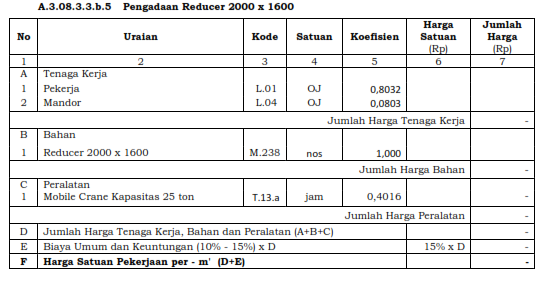 A.3.08.3.3.b.5 Pengadaan Reducer 2000 x 1600
No Uraian Kode Satuan Koefisien Harga Satuan (Rp) Jumlah Harga (Rp)
1 2 3 4 5 6 7
A Tenaga Kerja
1 Pekerja L.01 OJ 0,8032
2 Mandor L.04 OJ 0,0803
Jumlah Harga Tenaga Kerja -
B Bahan
1 Reducer 2000 x 1600 M.238 nos 1,000 -
Jumlah Harga Bahan -
C Peralatan
1 Mobile Crane Kapasitas 25 ton T.13.a jam 0,4016 -
Jumlah Harga Peralatan -
D Jumlah Harga Tenaga Kerja, Bahan dan Peralatan (A+B+C) -
E Biaya Umum dan Keuntungan (10% - 15%) x D 15% x D -
F Harga Satuan Pekerjaan per - m' (D+E) -